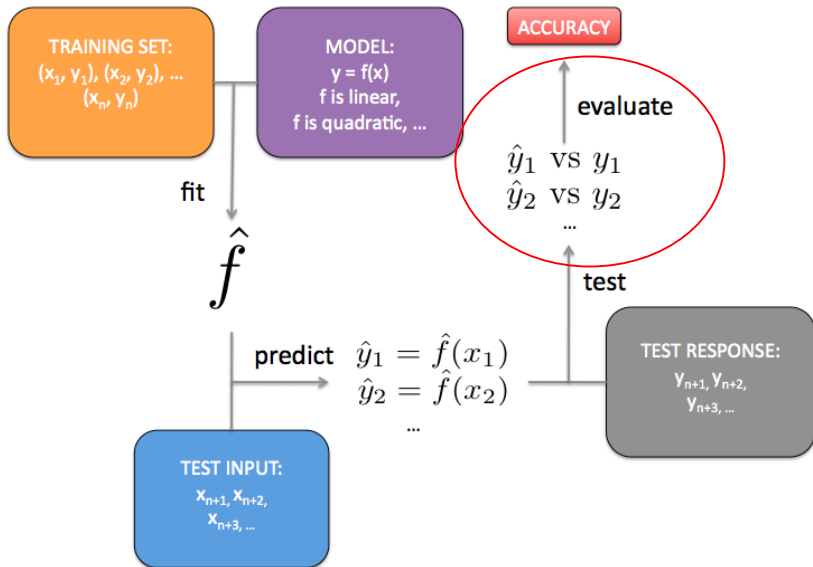 TRAINING SET:
(x₁, y₁), (x₂, y₂), ...
(xₙ, yₙ)
MODEL:
y = f(x)
f is linear,
f is quadratic, ...
ACCURACY
evaluate
ŷ₁ vs y₁
ŷ₂ vs y₂
...
fit
f̂
test
predict
ŷ₁ = f̂(x₁)
ŷ₂ = f̂(x₂)
...
TEST RESPONSE:
yₙ₊₁, yₙ₊₂,
yₙ₊₃, ...
TEST INPUT:
xₙ₊₁, xₙ₊₂,
xₙ₊₃, ...